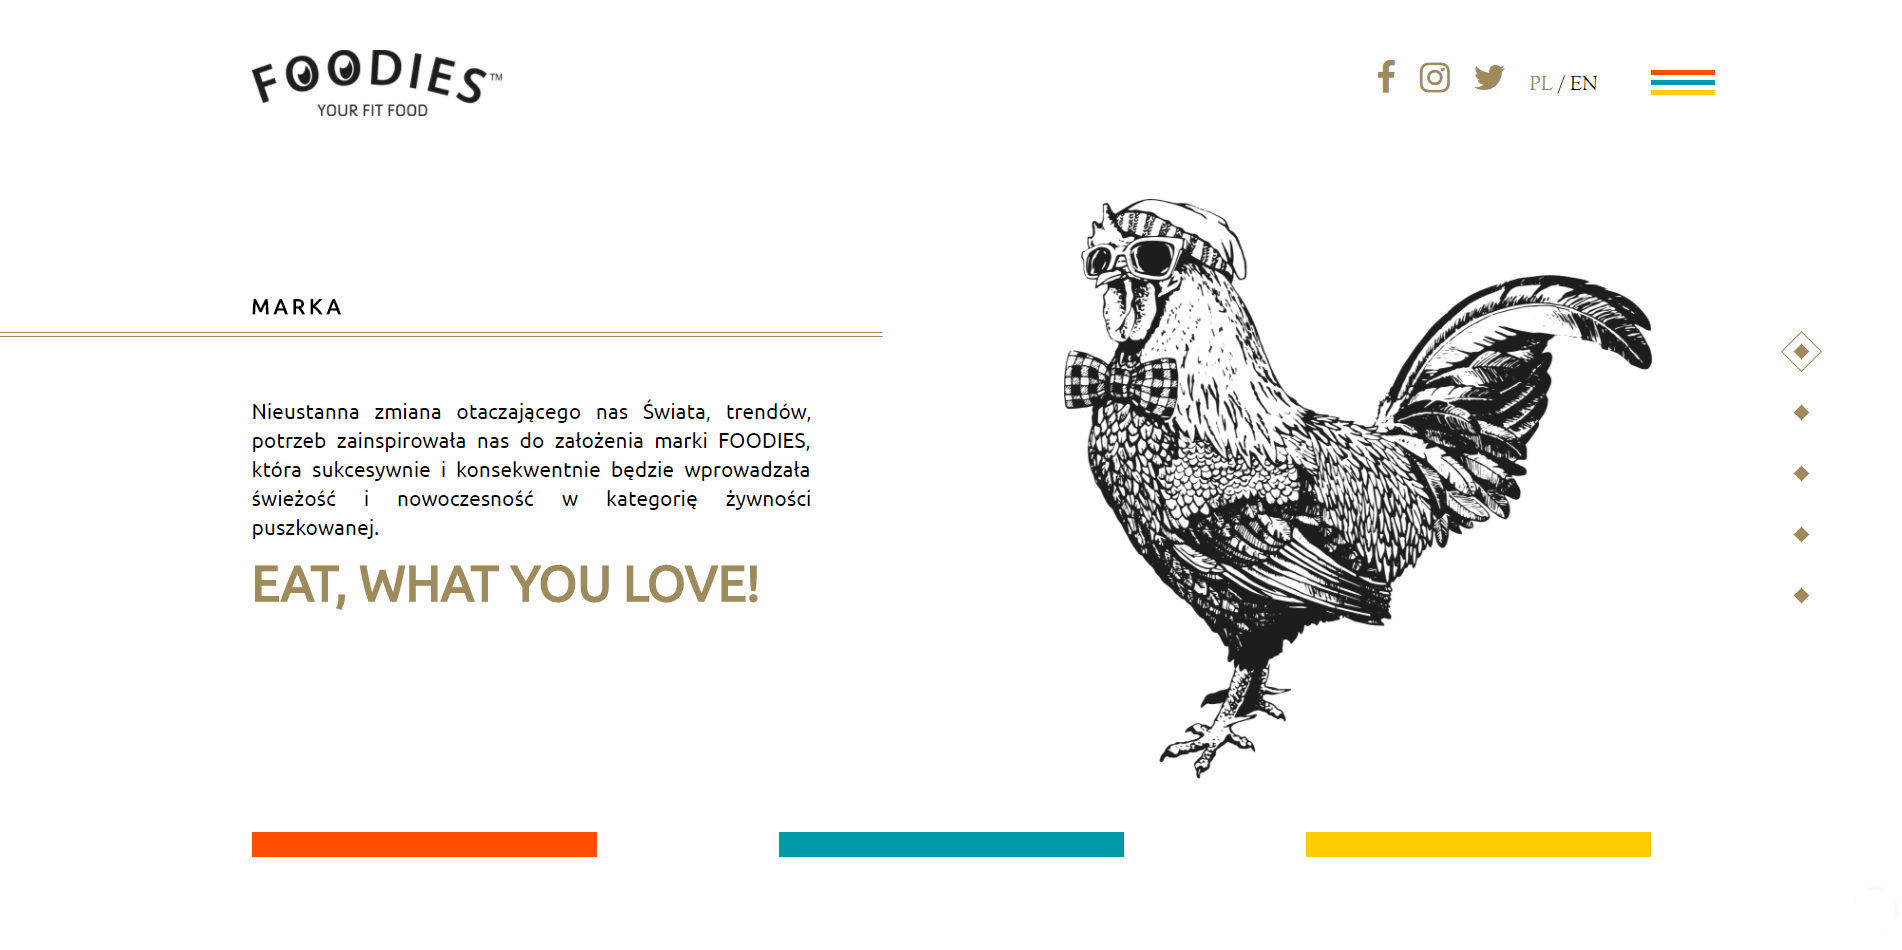 FOODIES™
YOUR FIT FOOD
PL / EN
MARKA
Nieustanna zmiana otaczającego nas Świata, trendów,
potrzeb zainspirowała nas do założenia marki FOODIES,
która sukcesywnie i konsekwentnie będzie wprowadzała
świeżość i nowoczesność w kategorię żywności
puszkowanej.
EAT, WHAT YOU LOVE!